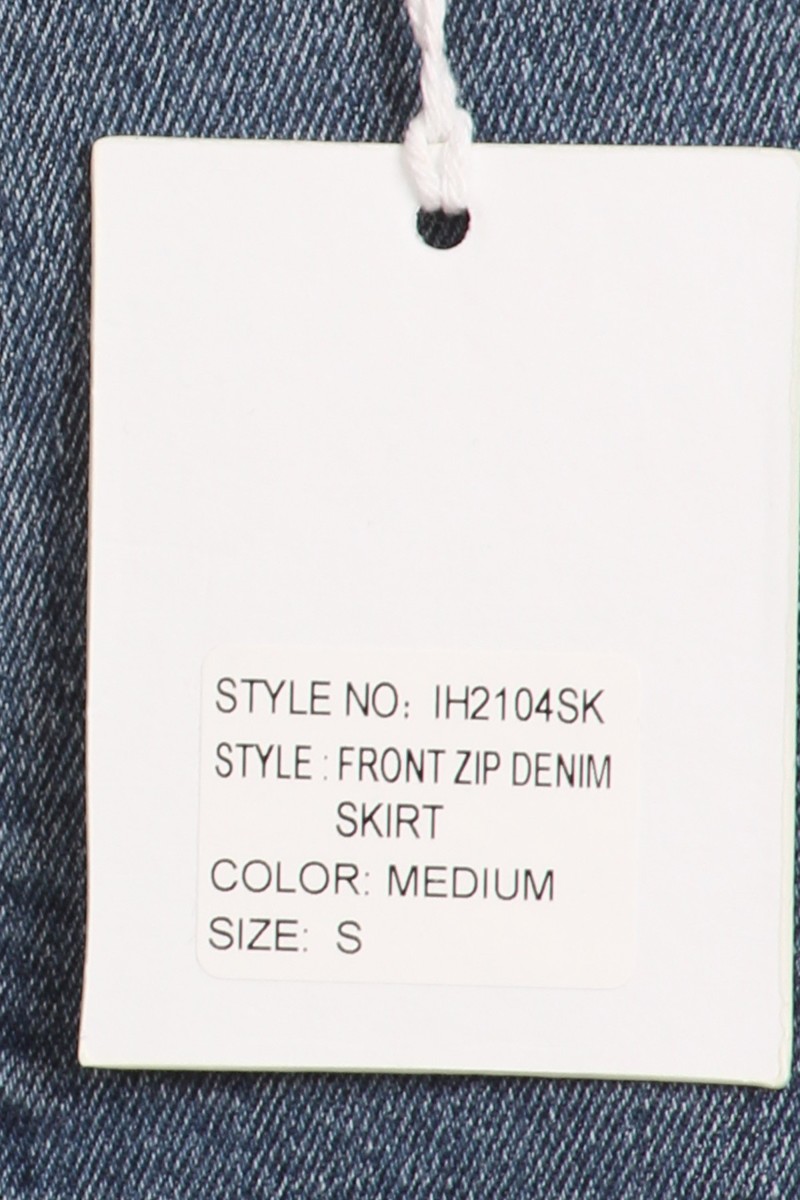 STYLE NO: IH2104SK
STYLE : FRONT ZIP DENIM
SKIRT
COLOR: MEDIUM
SIZE: S